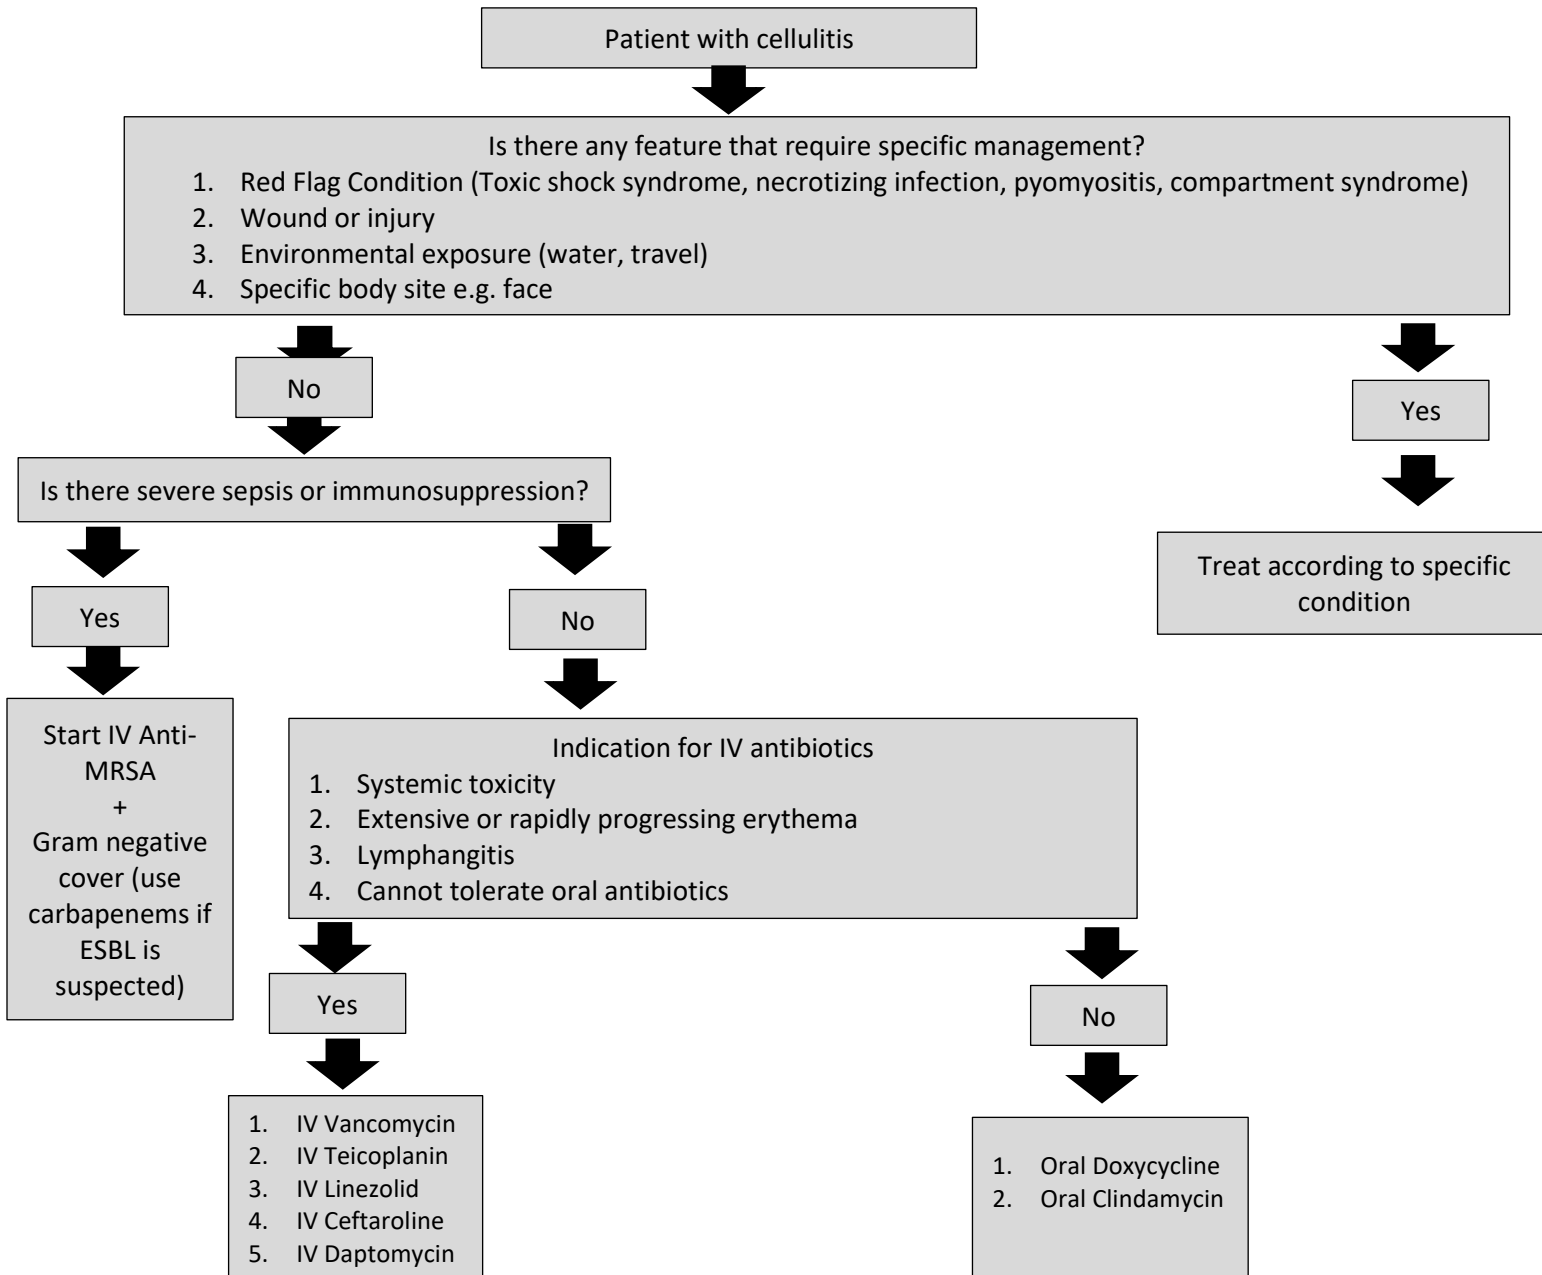 Patient with cellulitis
Is there any feature that require specific management?
1. Red Flag Condition (Toxic shock syndrome, necrotizing infection, pyomyositis, compartment syndrome)
2. Wound or injury
3. Environmental exposure (water, travel)
4. Specific body site e.g. face
No
Yes
Is there severe sepsis or immunosuppression?
Treat according to specific
condition
Yes
No
Start IV Anti-
MRSA
+
Gram negative
cover (use
carbapenems if
ESBL is
suspected)
Indication for IV antibiotics
1. Systemic toxicity
2. Extensive or rapidly progressing erythema
3. Lymphangitis
4. Cannot tolerate oral antibiotics
Yes
No
1. IV Vancomycin
2. IV Teicoplanin
3. IV Linezolid
4. IV Ceftaroline
5. IV Daptomycin
1. Oral Doxycycline
2. Oral Clindamycin